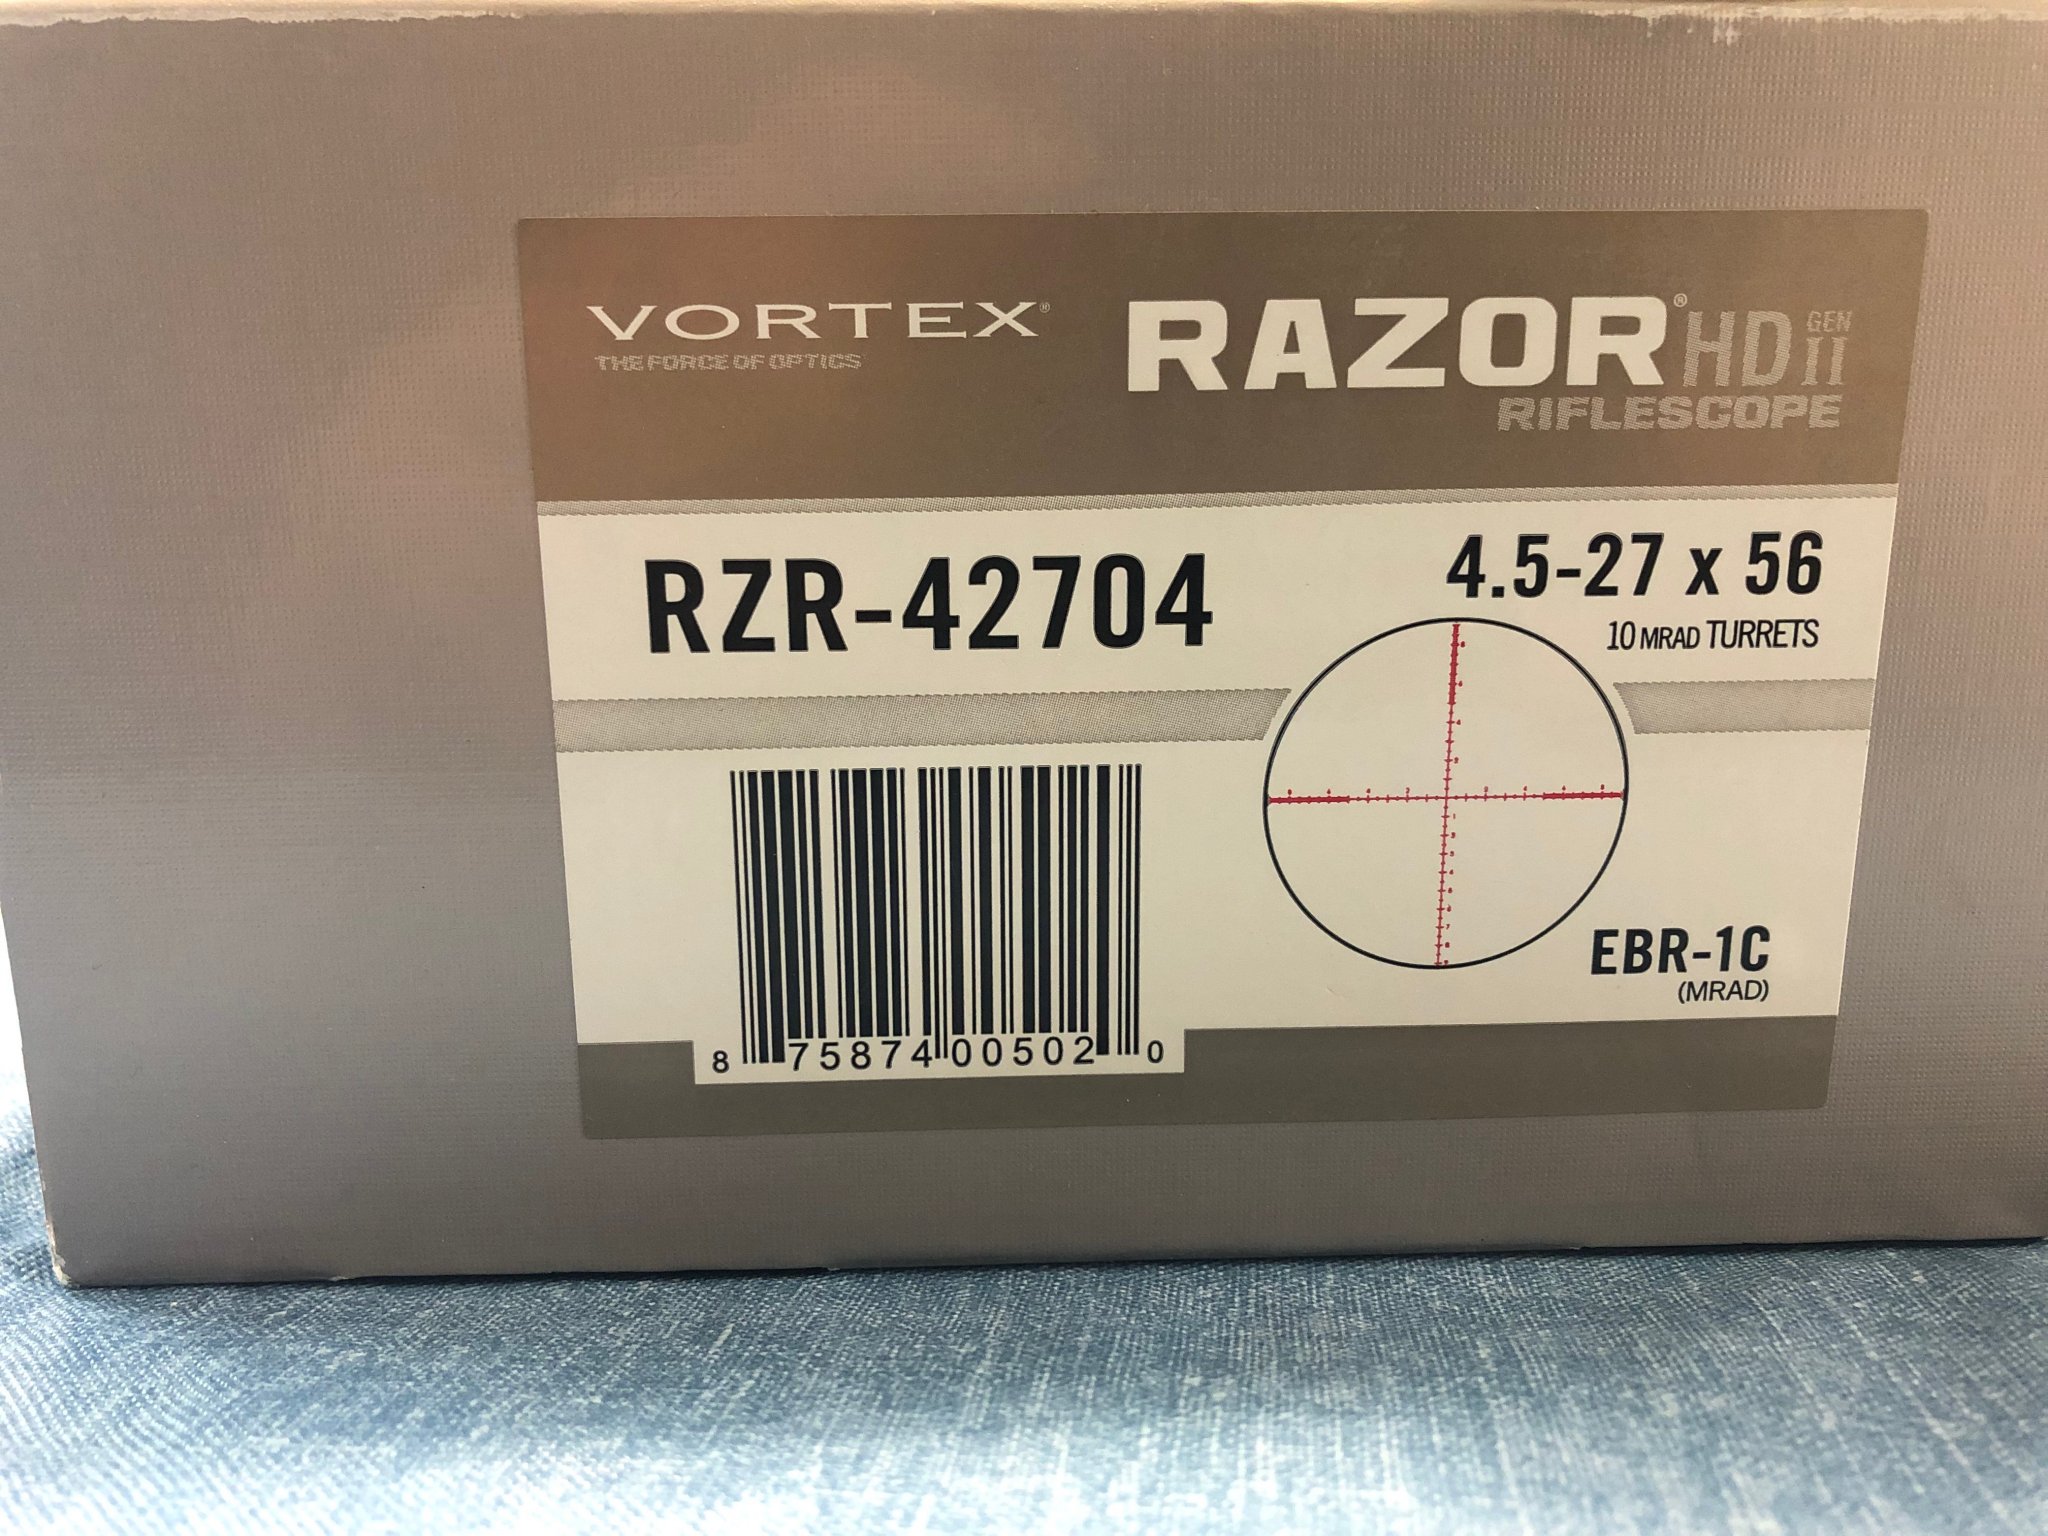 VORTEX®
THE FORCE OF OPTICS
RAZOR® HD GEN II
RIFLESCOPE
RZR-42704
4.5-27 x 56
10 MRAD TURRETS
EBR-1C
(MRAD)
8 75874 00502 0